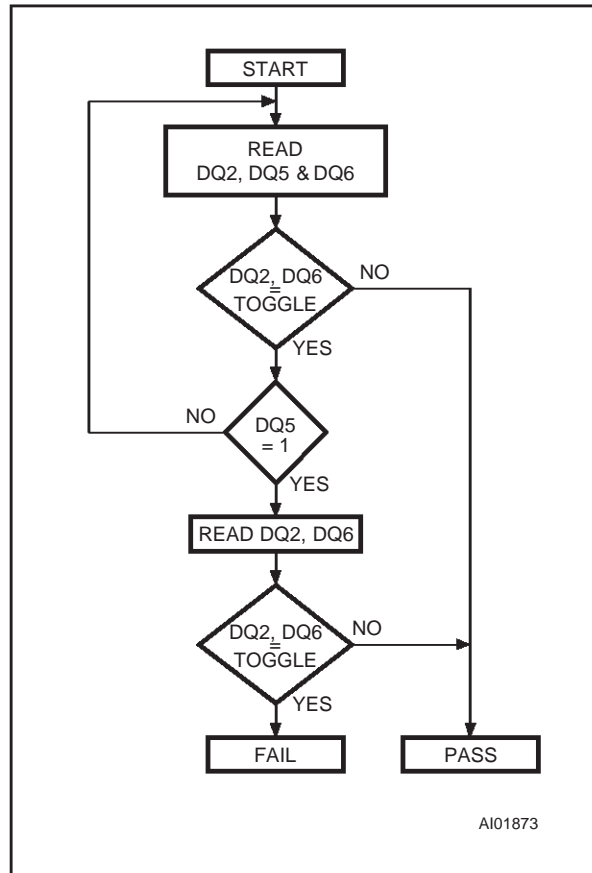 START
READ
DQ2, DQ5 & DQ6
DQ2, DQ6
=
TOGGLE
NO
YES
NO
DQ5
= 1
YES
READ DQ2, DQ6
DQ2, DQ6
=
TOGGLE
NO
YES
FAIL
PASS
AI01873